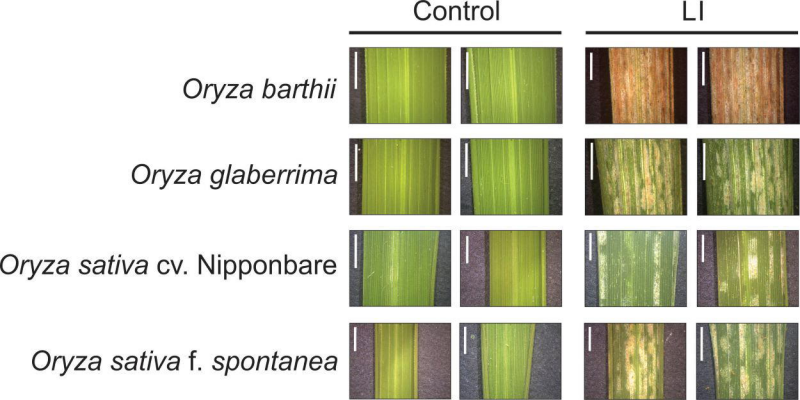 Control LI
Oryza barthii
Oryza glaberrima
Oryza sativa cv. Nipponbare
Oryza sativa f. spontanea